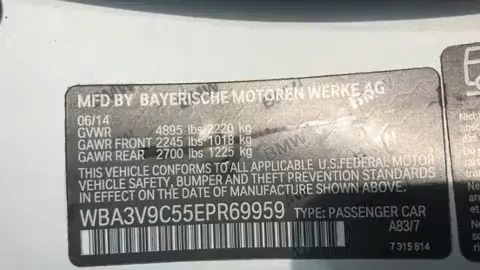 MFD BY BAYERISCHE MOTOREN WERKE AG
06/14
GVWR 4895 lbs 2220 kg
GAWR FRONT 2245 lbs 1018 kg
GAWR REAR 2700 lbs 1225 kg
THIS VEHICLE CONFORMS TO ALL APPLICABLE U.S.FEDERAL MOTOR
VEHICLE SAFETY, BUMPER AND THEFT PREVENTION STANDARDS
IN EFFECT ON THE DATE OF MANUFACTURE SHOWN ABOVE
WBA3V9C55EPR69959 TYPE: PASSENGER CAR
A83/7
7 315 814